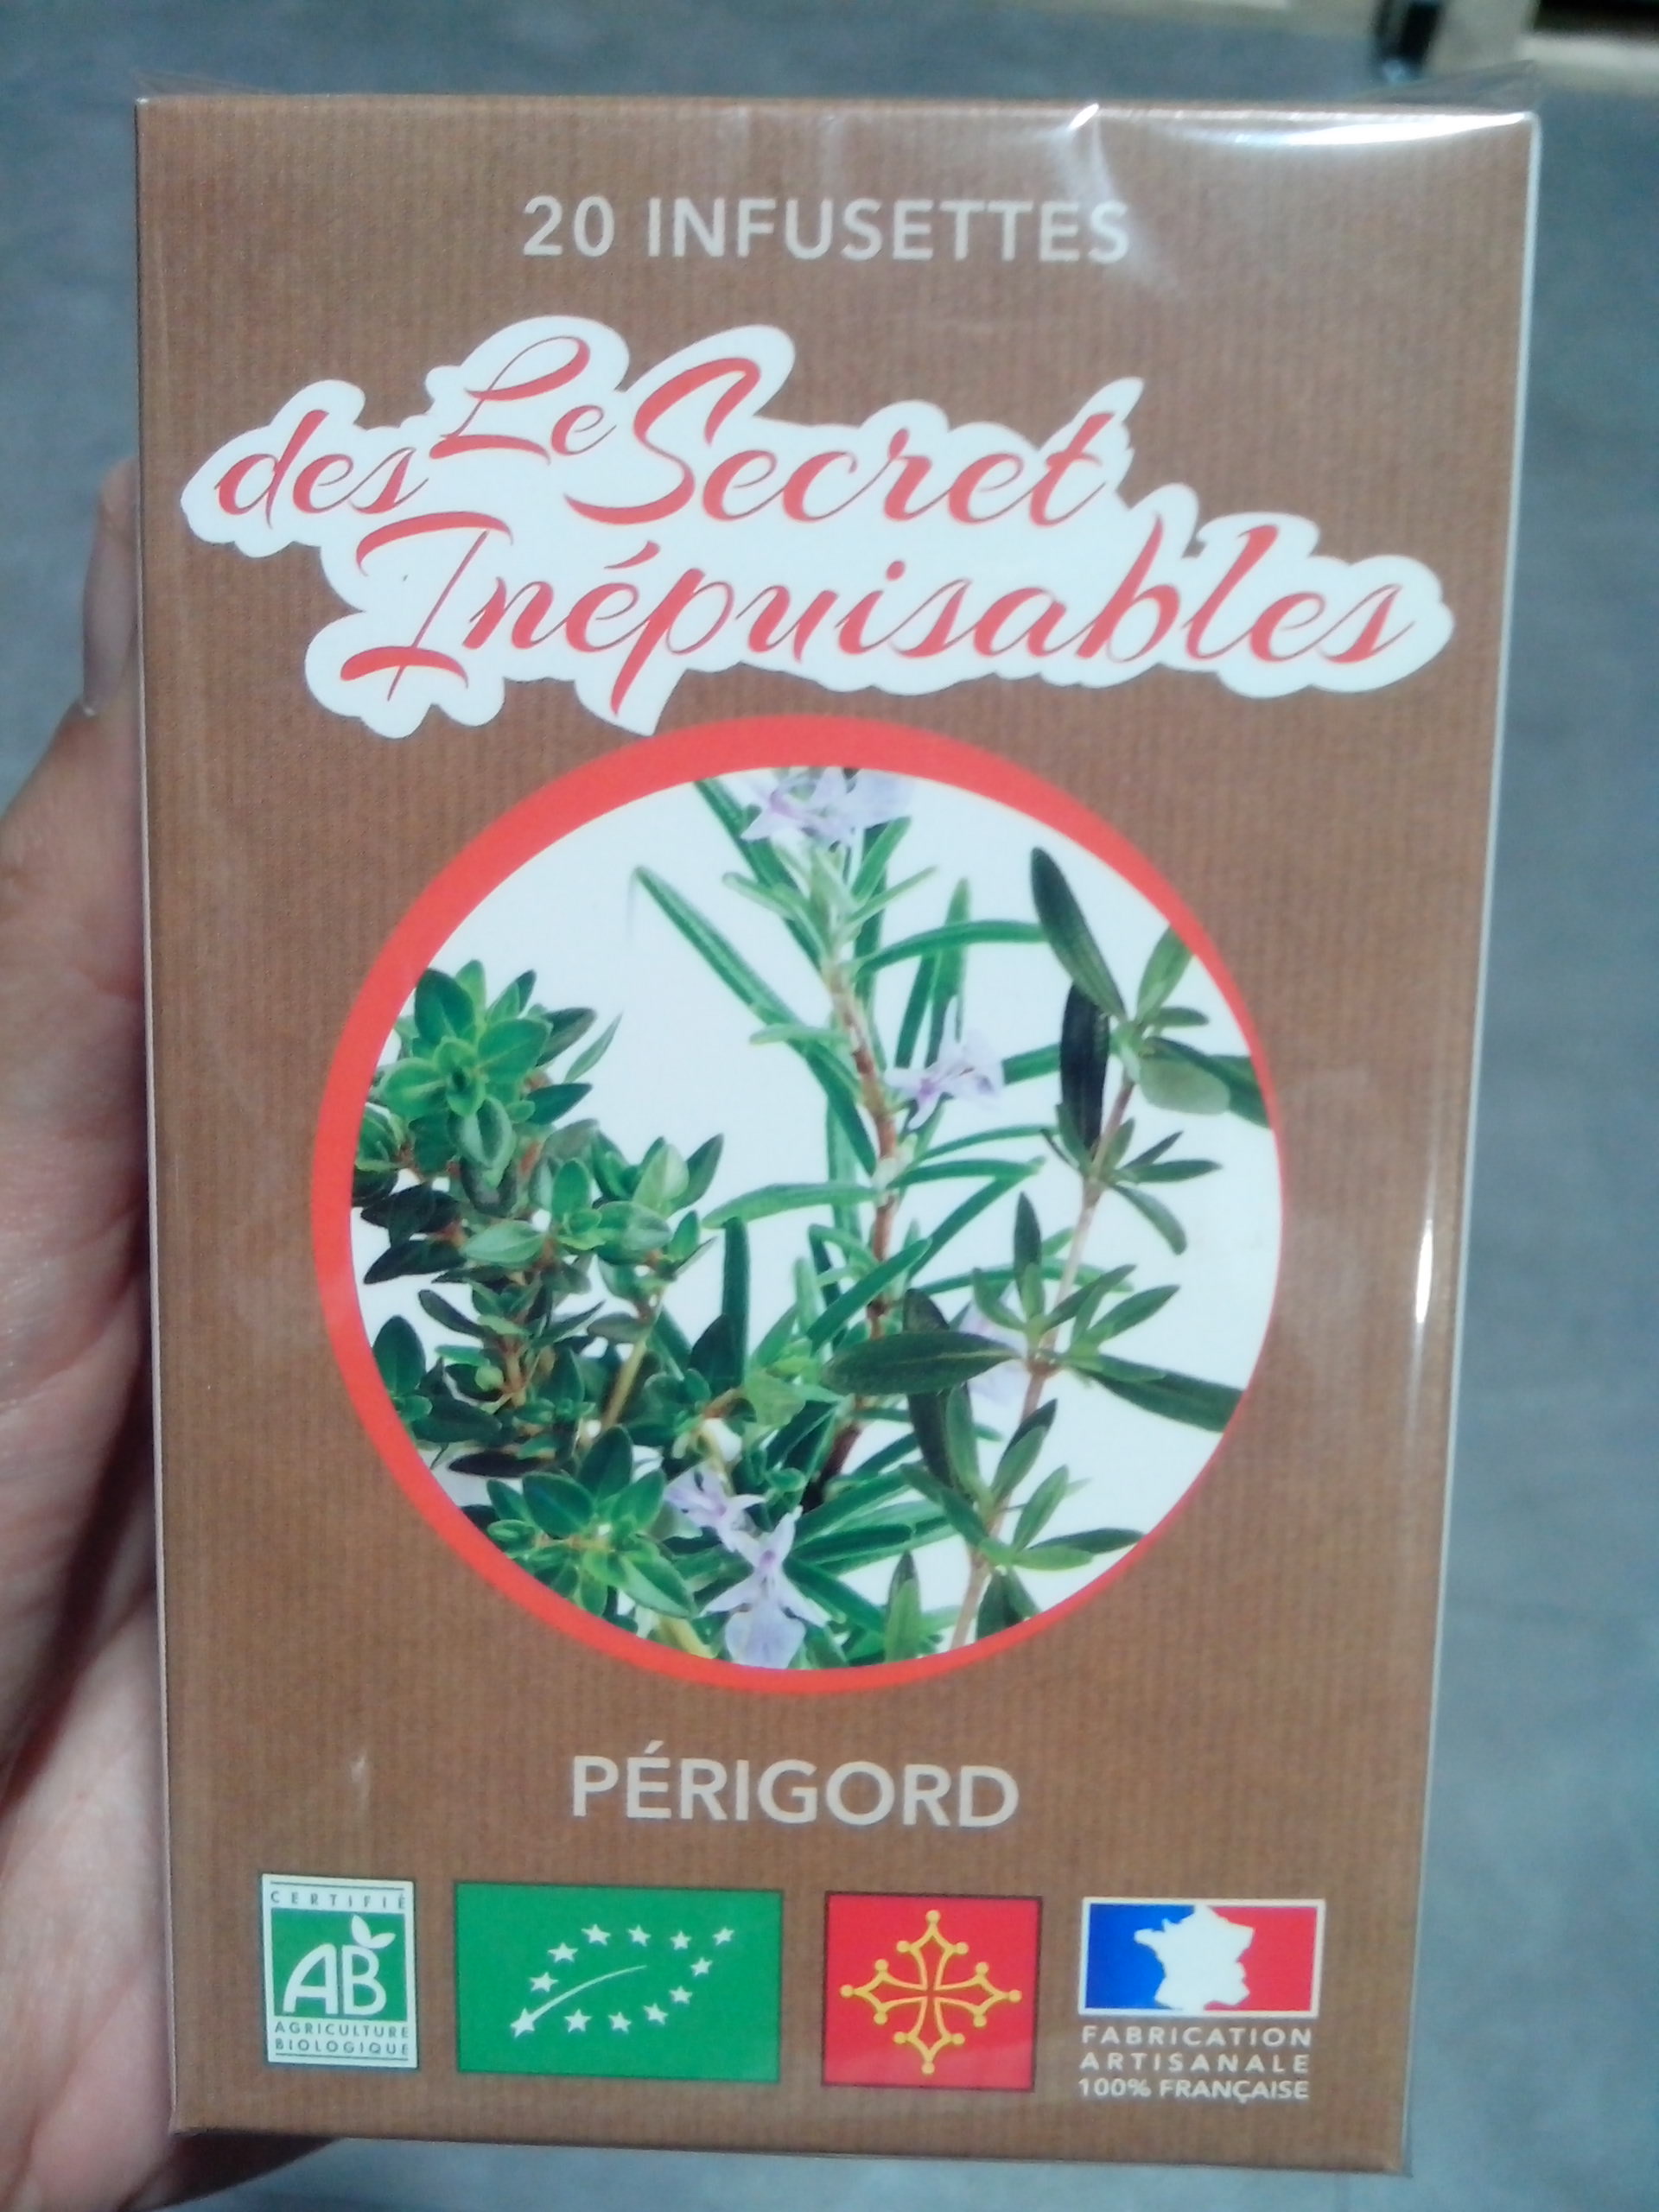 20 INFUSETTES
Le Secret
des
Inépuisables
PÉRIGORD
CERTIFIÉ
AB
AGRICULTURE
BIOLOGIQUE
FABRICATION
ARTISANALE
100% FRANÇAISE